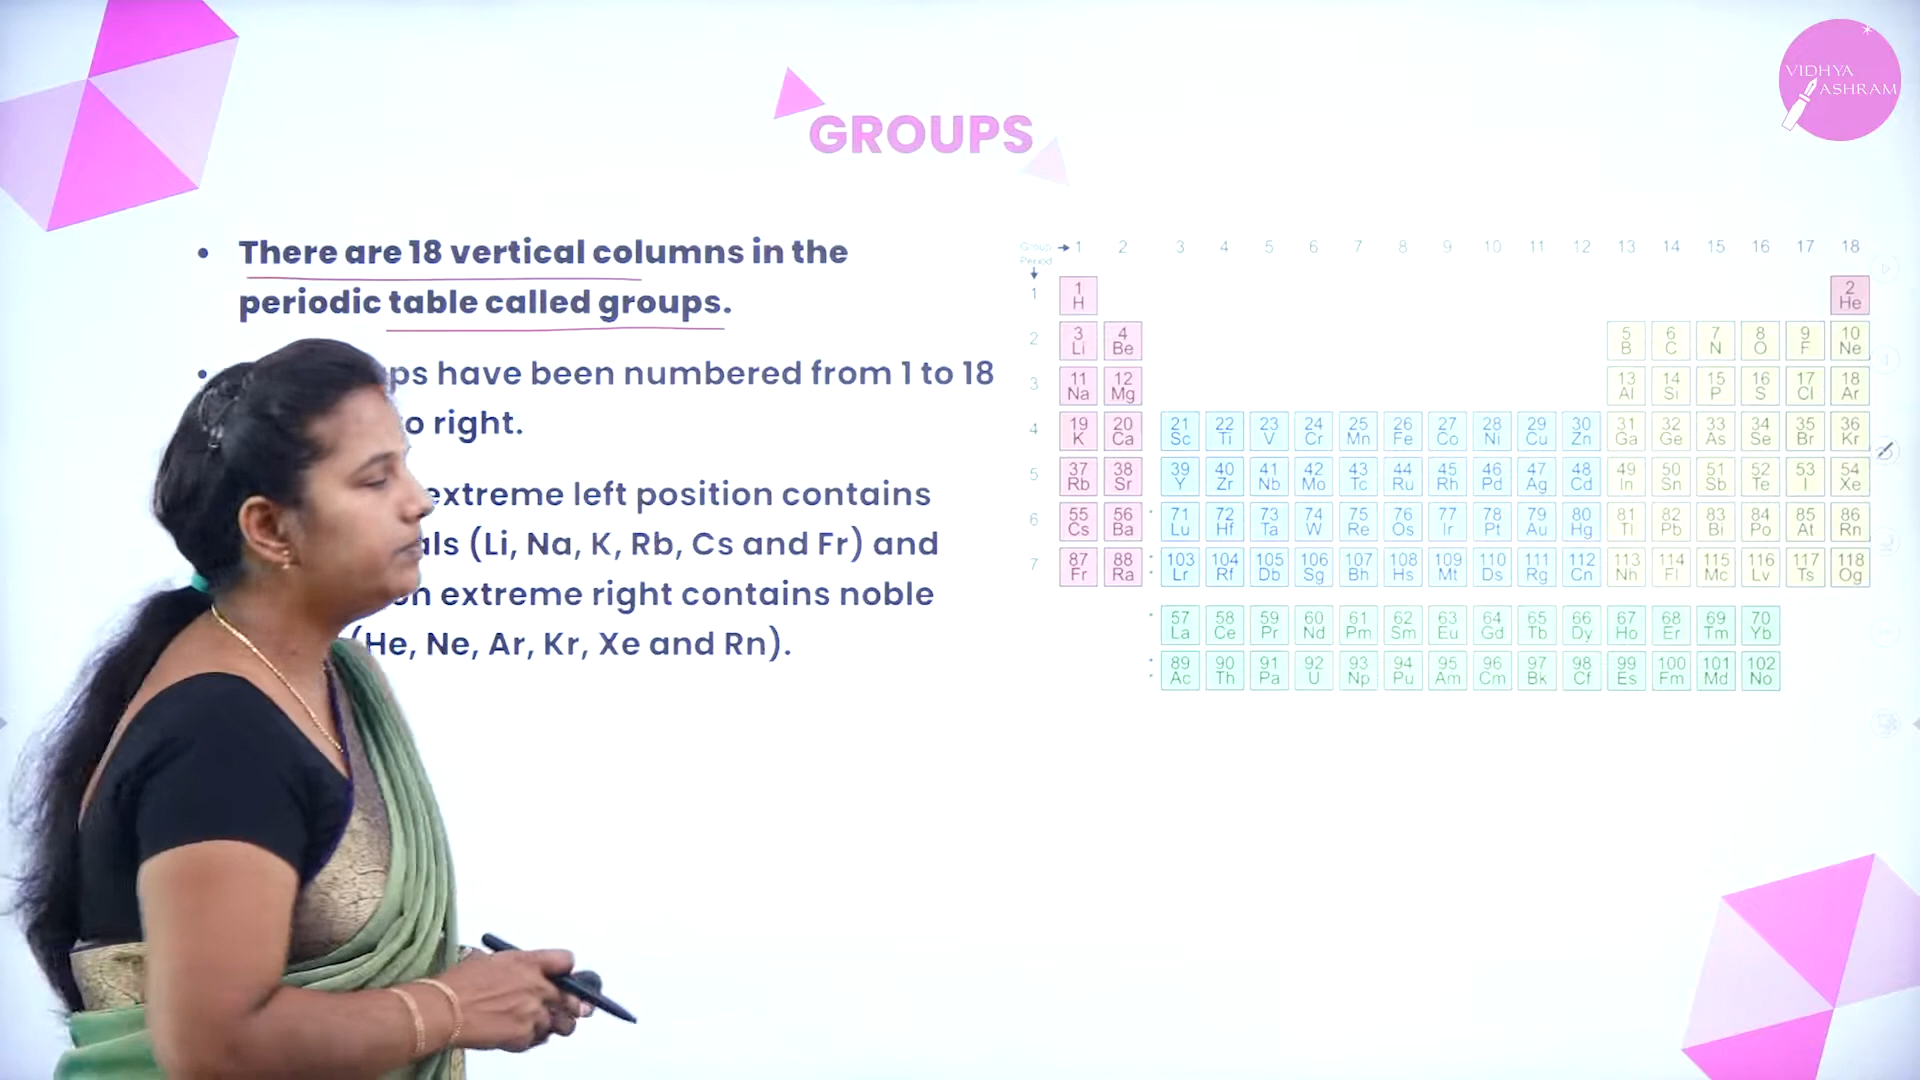 VIDHYA
ASHRAM
GROUPS
• There are 18 vertical columns in the
periodic table called groups.
• have been numbered from 1 to 18
right.
extreme left position contains
(Li, Na, K, Rb, Cs and Fr) and
extreme right contains noble
(He, Ne, Ar, Kr, Xe and Rn).
Group → 1 2 3 4 5 6 7 8 9 10 11 12 13 14 15 16 17 18
Period
↓
1 1 2
H He
2 3 4 5 6 7 8 9 10
Li Be B C N O F Ne
3 11 12 13 14 15 16 17 18
Na Mg Al Si P S Cl Ar
4 19 20 21 22 23 24 25 26 27 28 29 30 31 32 33 34 35 36
K Ca Sc Ti V Cr Mn Fe Co Ni Cu Zn Ga Ge As Se Br Kr
5 37 38 39 40 41 42 43 44 45 46 47 48 49 50 51 52 53 54
Rb Sr Y Zr Nb Mo Tc Ru Rh Pd Ag Cd In Sn Sb Te I Xe
6 55 56 * 71 72 73 74 75 76 77 78 79 80 81 82 83 84 85 86
Cs Ba Lu Hf Ta W Re Os Ir Pt Au Hg Tl Pb Bi Po At Rn
7 87 88 * 103 104 105 106 107 108 109 110 111 112 113 114 115 116 117 118
Fr Ra * Lr Rf Db Sg Bh Hs Mt Ds Rg Cn Nh Fl Mc Lv Ts Og
* 57 58 59 60 61 62 63 64 65 66 67 68 69 70
La Ce Pr Nd Pm Sm Eu Gd Tb Dy Ho Er Tm Yb
* 89 90 91 92 93 94 95 96 97 98 99 100 101 102
* Ac Th Pa U Np Pu Am Cm Bk Cf Es Fm Md No